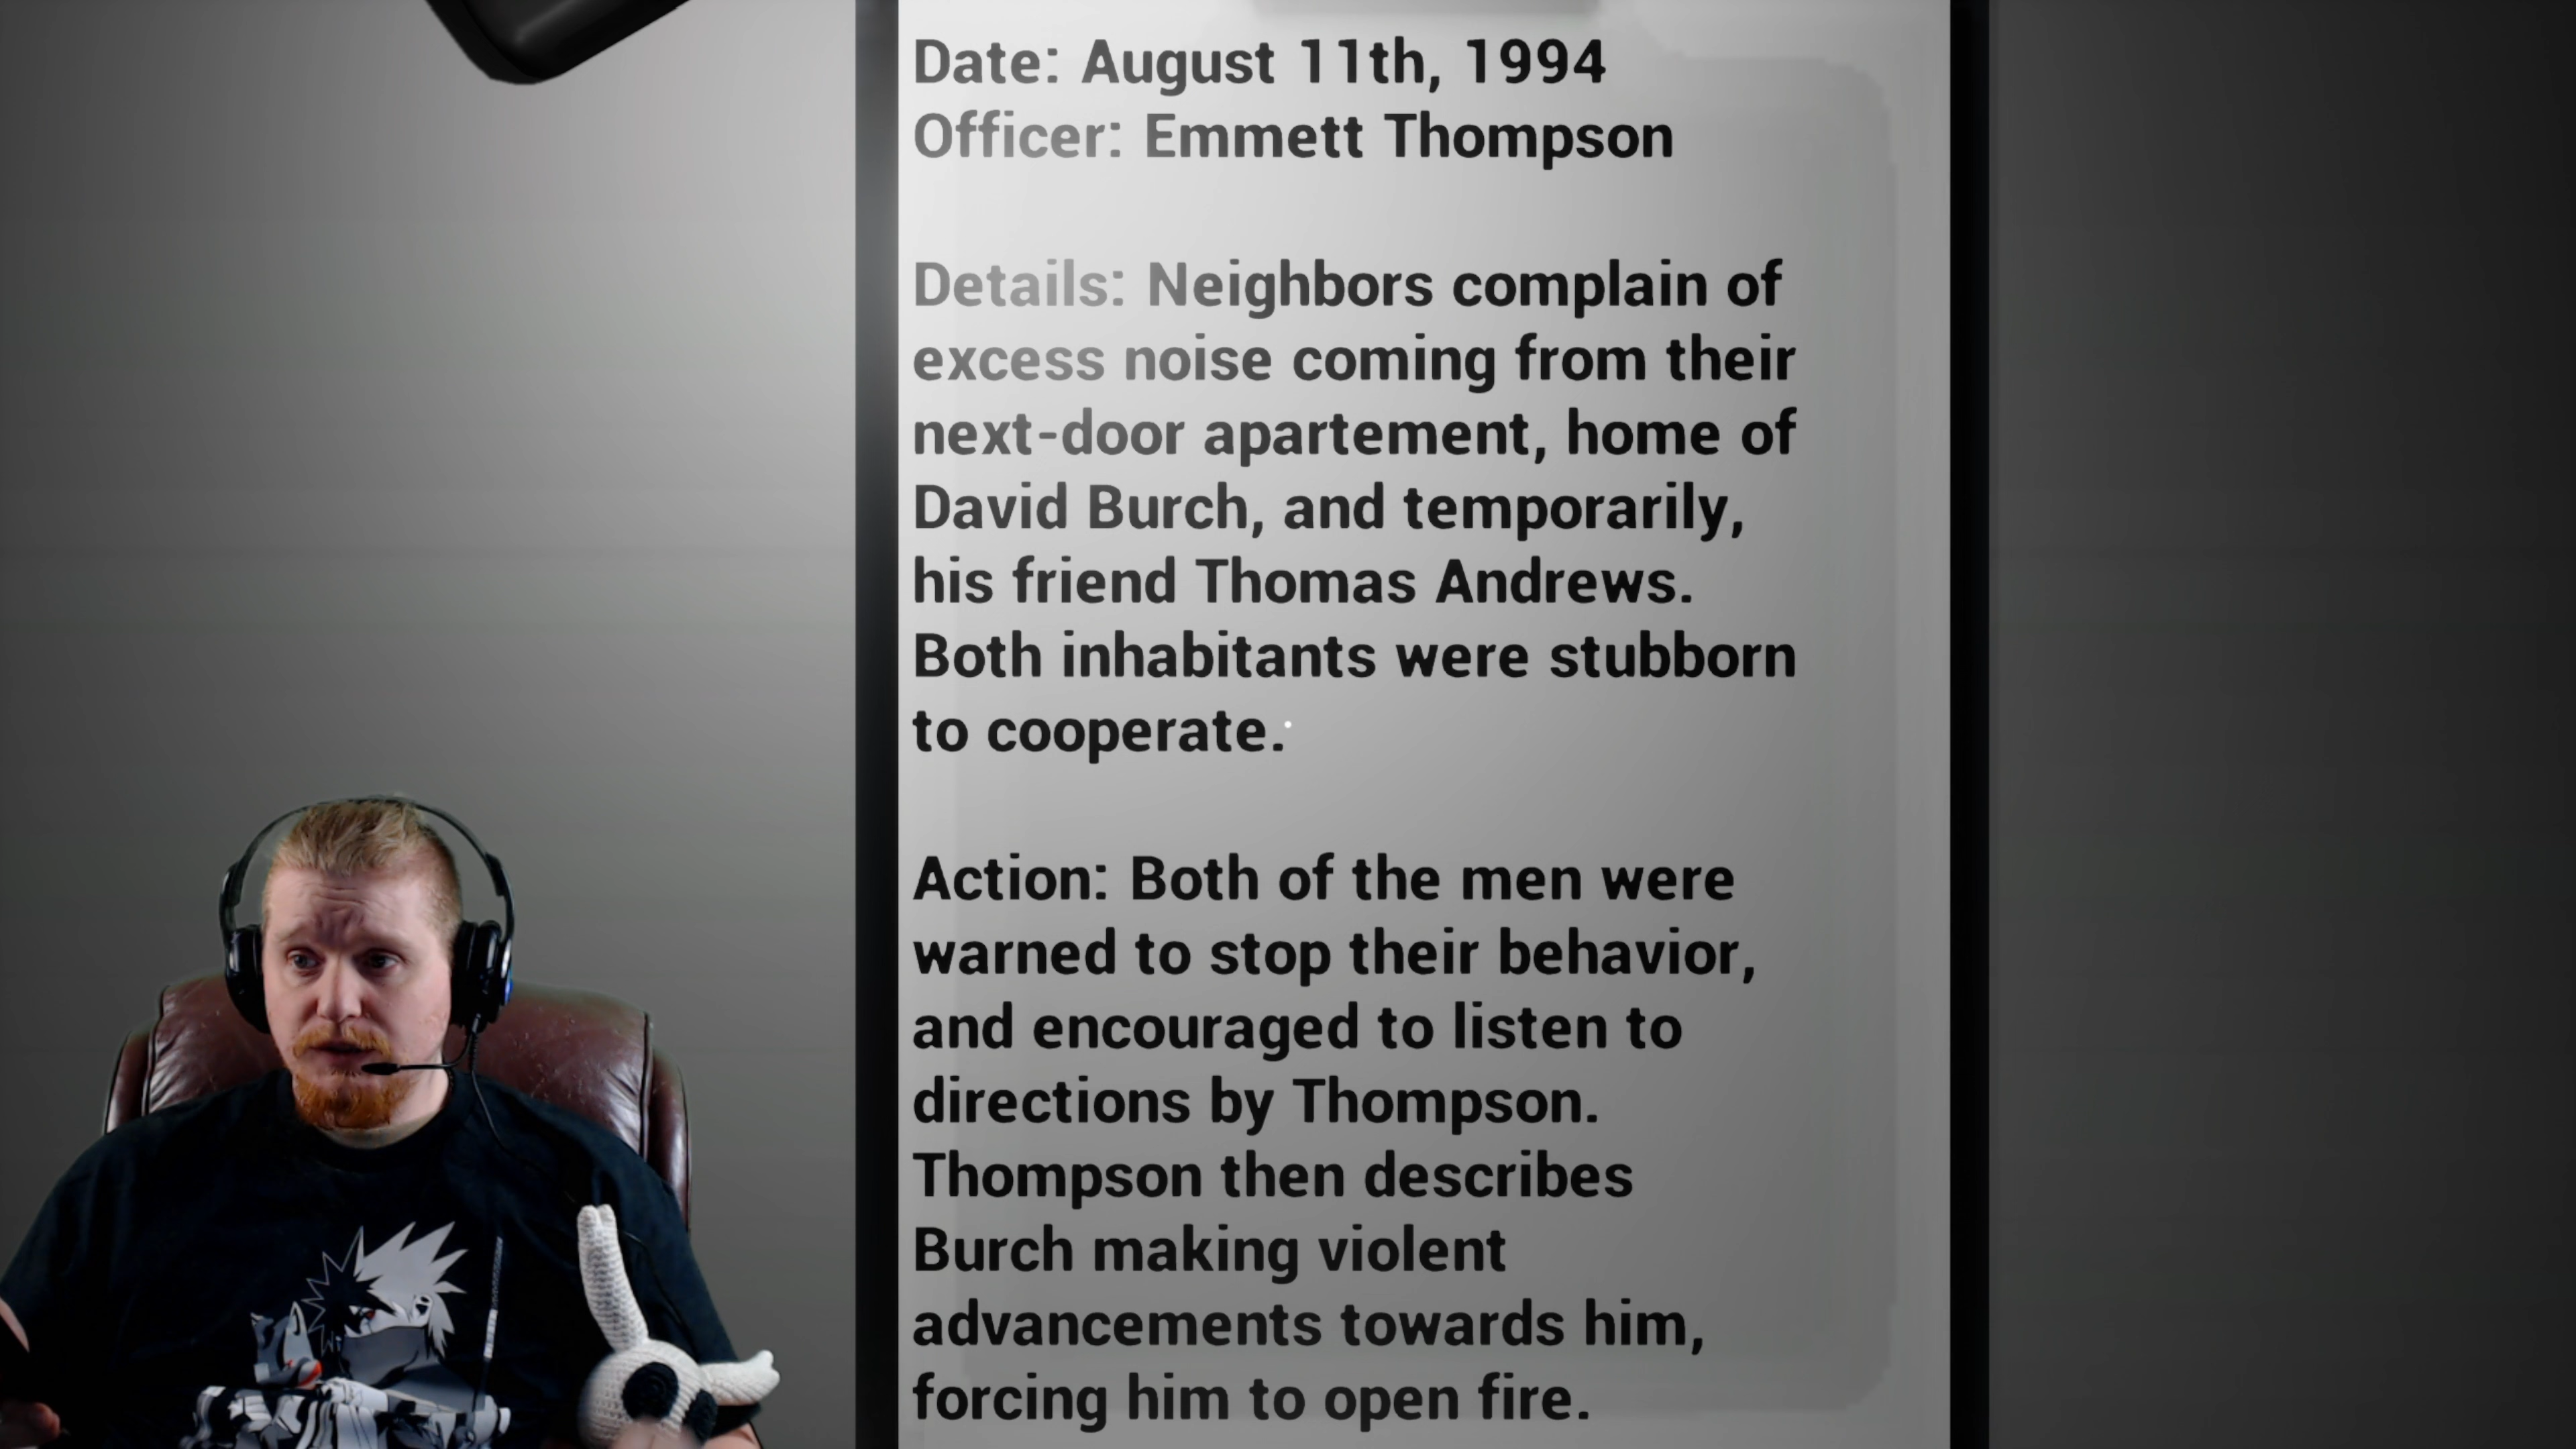 Date: August 11th, 1994
Officer: Emmett Thompson
Details: Neighbors complain of
excess noise coming from their
next-door apartement, home of
David Burch, and temporarily,
his friend Thomas Andrews.
Both inhabitants were stubborn
to cooperate.
Action: Both of the men were
warned to stop their behavior,
and encouraged to listen to
directions by Thompson.
Thompson then describes
Burch making violent
advancements towards him,
forcing him to open fire.